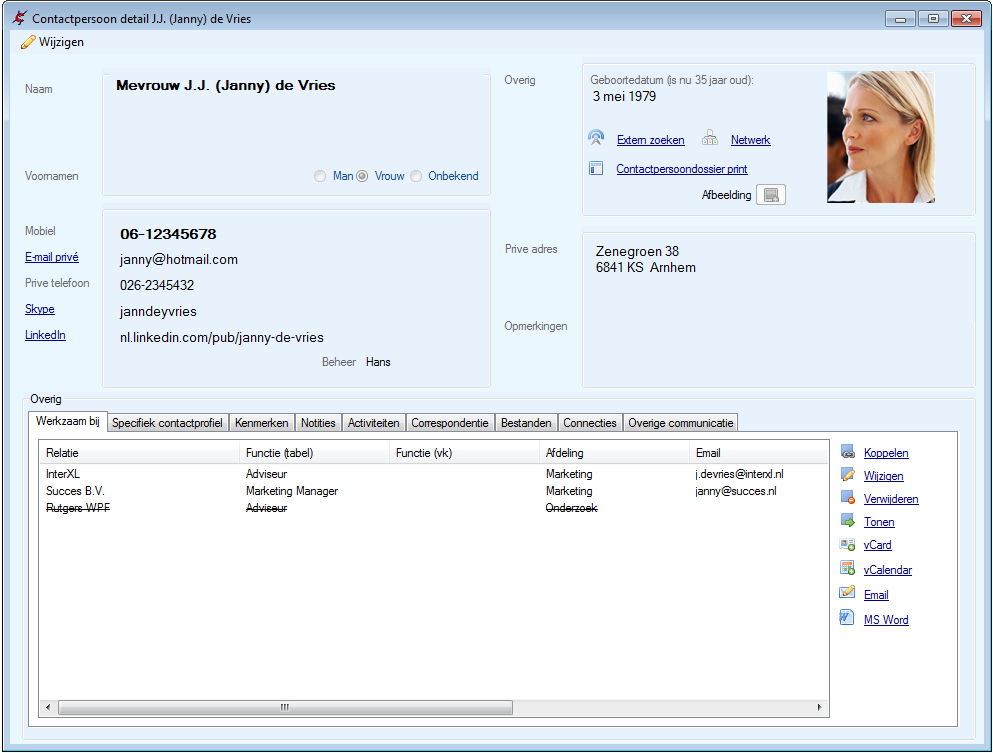 Contactpersoon detail J.J. (Janny) de Vries
Wijzigen
Naam
Mevrouw J.J. (Janny) de Vries
Voornamen
Man Vrouw Onbekend
Overig
Geboortedatum (is nu 35 jaar oud):
3 mei 1979
Extern zoeken Netwerk
Contactpersoondossier print
Afbeelding
Mobiel 06-12345678
E-mail privé janny@hotmail.com
Prive telefoon 026-2345432
Skype janndeyvries
LinkedIn nl.linkedin.com/pub/janny-de-vries
Beheer Hans
Prive adres
Zenegroen 38
6841 KS Arnhem
Opmerkingen
Overig
Werkzaam bij Specifiek contactprofiel Kenmerken Notities Activiteiten Correspondentie Bestanden Connecties Overige communicatie
Relatie Functie (tabel) Functie (vk) Afdeling Email
InterXL Adviseur Marketing j.devries@interxl.nl
Succes B.V. Marketing Manager Marketing janny@succes.nl
Rutgers WPF Adviseur Onderzoek
Koppelen
Wijzigen
Verwijderen
Tonen
vCard
vCalendar
Email
MS Word